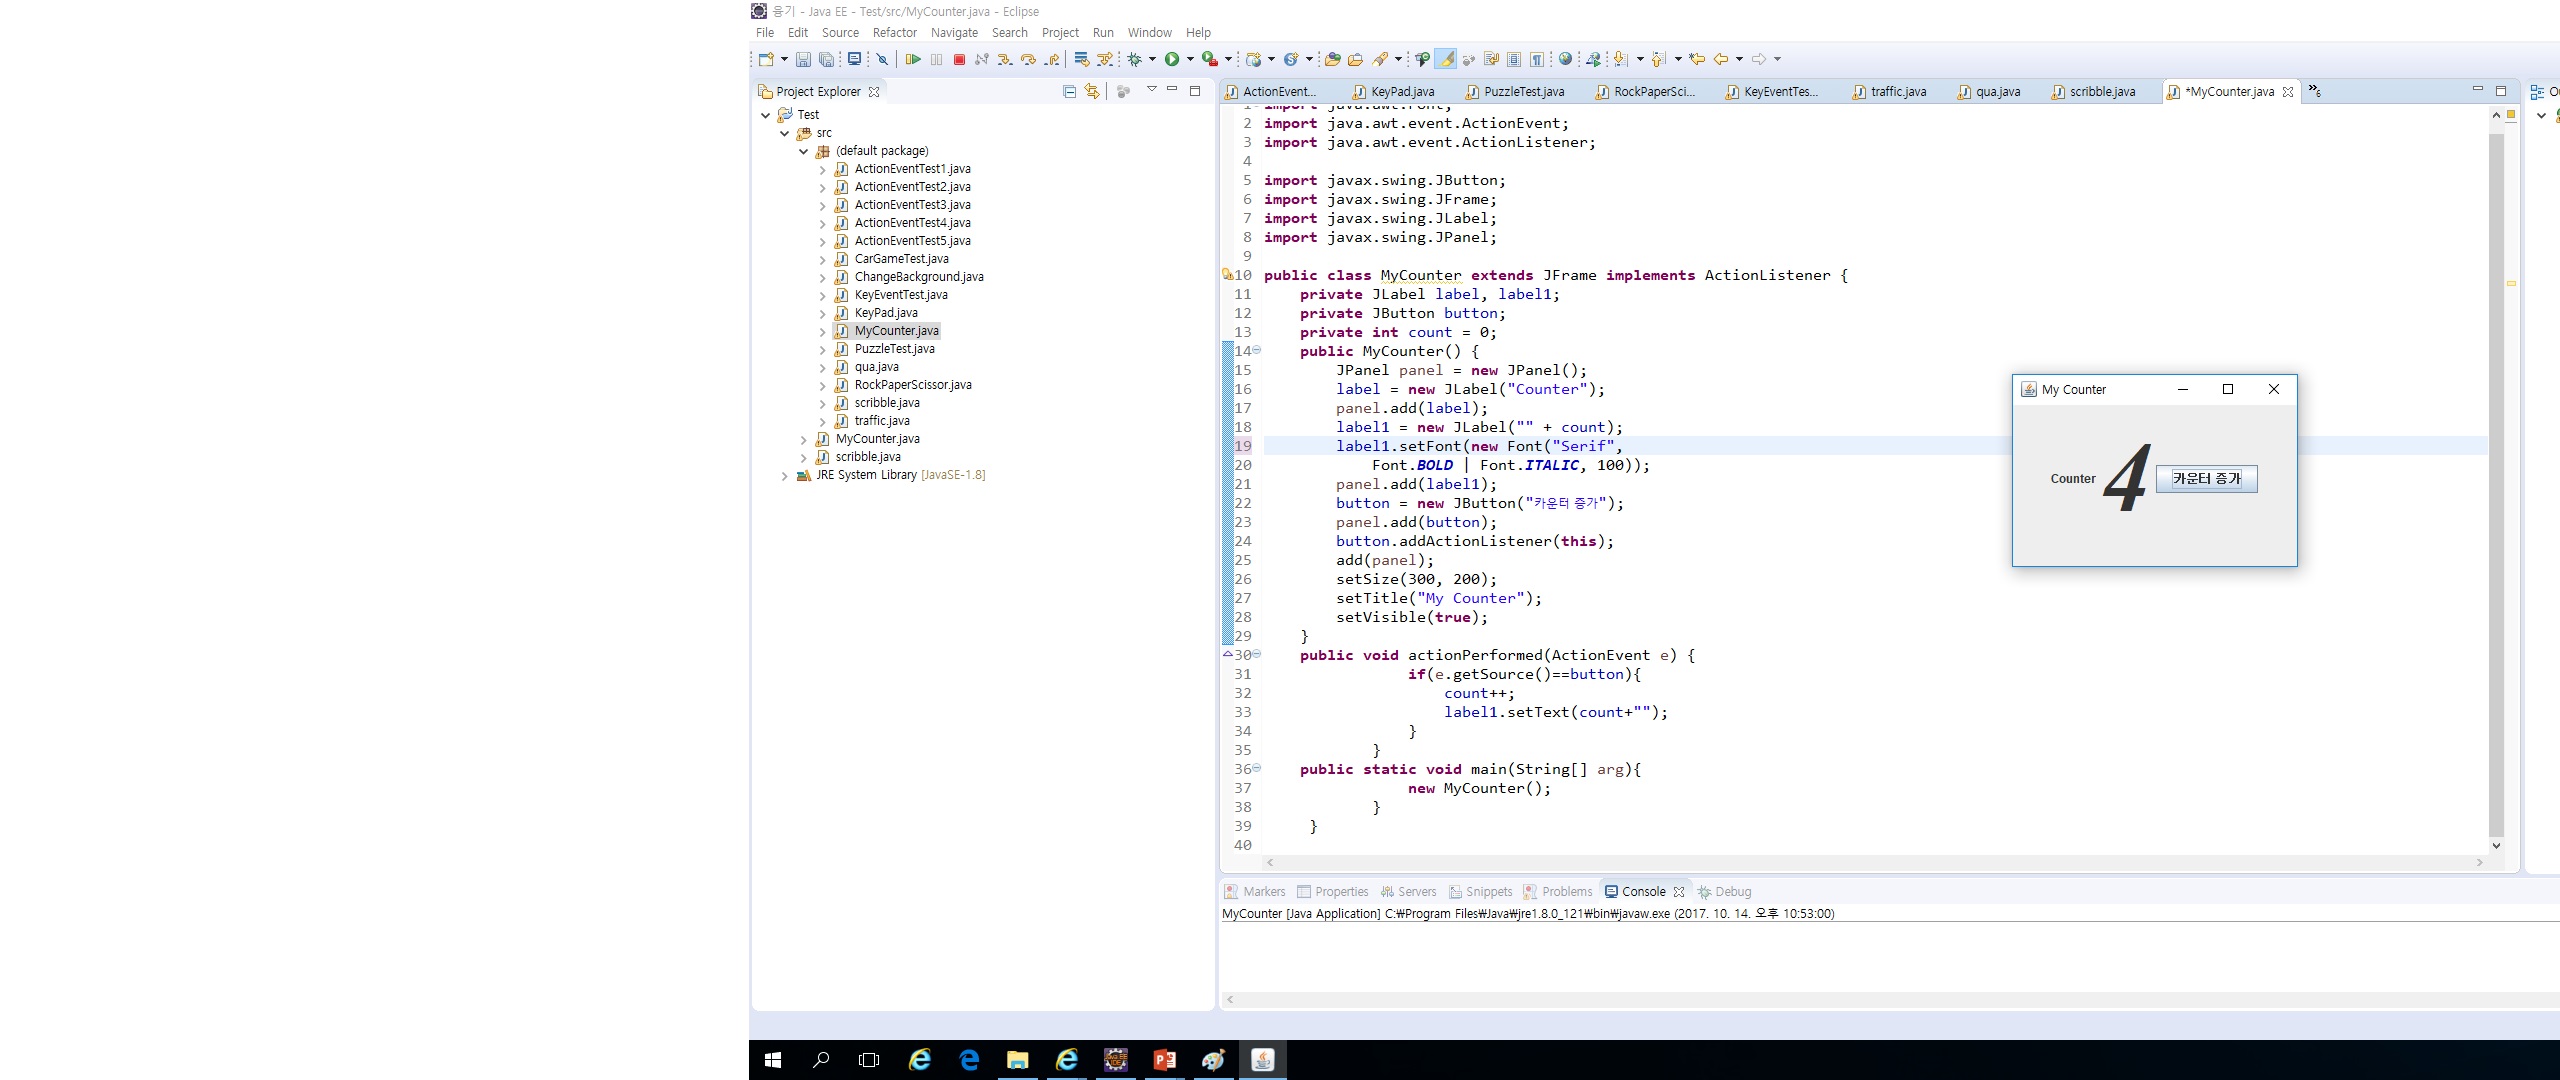 용기 - Java EE - Test/src/MyCounter.java - Eclipse
File Edit Source Refactor Navigate Search Project Run Window Help
Project Explorer
Test
src
(default package)
ActionEventTest1.java
ActionEventTest2.java
ActionEventTest3.java
ActionEventTest4.java
ActionEventTest5.java
CarGameTest.java
ChangeBackground.java
KeyEventTest.java
KeyPad.java
MyCounter.java
PuzzleTest.java
qua.java
RockPaperScissor.java
scribble.java
traffic.java
MyCounter.java
scribble.java
JRE System Library [JavaSE-1.8]
ActionEvent... KeyPad.java PuzzleTest.java RockPaperSci... KeyEventTes... traffic.java qua.java scribble.java *MyCounter.java »6
1 import java.awt.Font;
2 import java.awt.event.ActionEvent;
3 import java.awt.event.ActionListener;
4
5 import javax.swing.JButton;
6 import javax.swing.JFrame;
7 import javax.swing.JLabel;
8 import javax.swing.JPanel;
9
10 public class MyCounter extends JFrame implements ActionListener {
11 private JLabel label, label1;
12 private JButton button;
13 private int count = 0;
14 public MyCounter() {
15 JPanel panel = new JPanel();
16 label = new JLabel("Counter");
17 panel.add(label);
18 label1 = new JLabel("" + count);
19 label1.setFont(new Font("Serif",
20 Font.BOLD | Font.ITALIC, 100));
21 panel.add(label1);
22 button = new JButton("카운터 증가");
23 panel.add(button);
24 button.addActionListener(this);
25 add(panel);
26 setSize(300, 200);
27 setTitle("My Counter");
28 setVisible(true);
29 }
30 public void actionPerformed(ActionEvent e) {
31 if(e.getSource()==button){
32 count++;
33 label1.setText(count+"");
34 }
35 }
36 public static void main(String[] arg){
37 new MyCounter();
38 }
39 }
40
My Counter
Counter 4 카운터 증가
Markers Properties Servers Snippets Problems Console Debug
MyCounter [Java Application] C:₩Program Files₩Java₩jre1.8.0_121₩bin₩javaw.exe (2017. 10. 14. 오후 10:53:00)